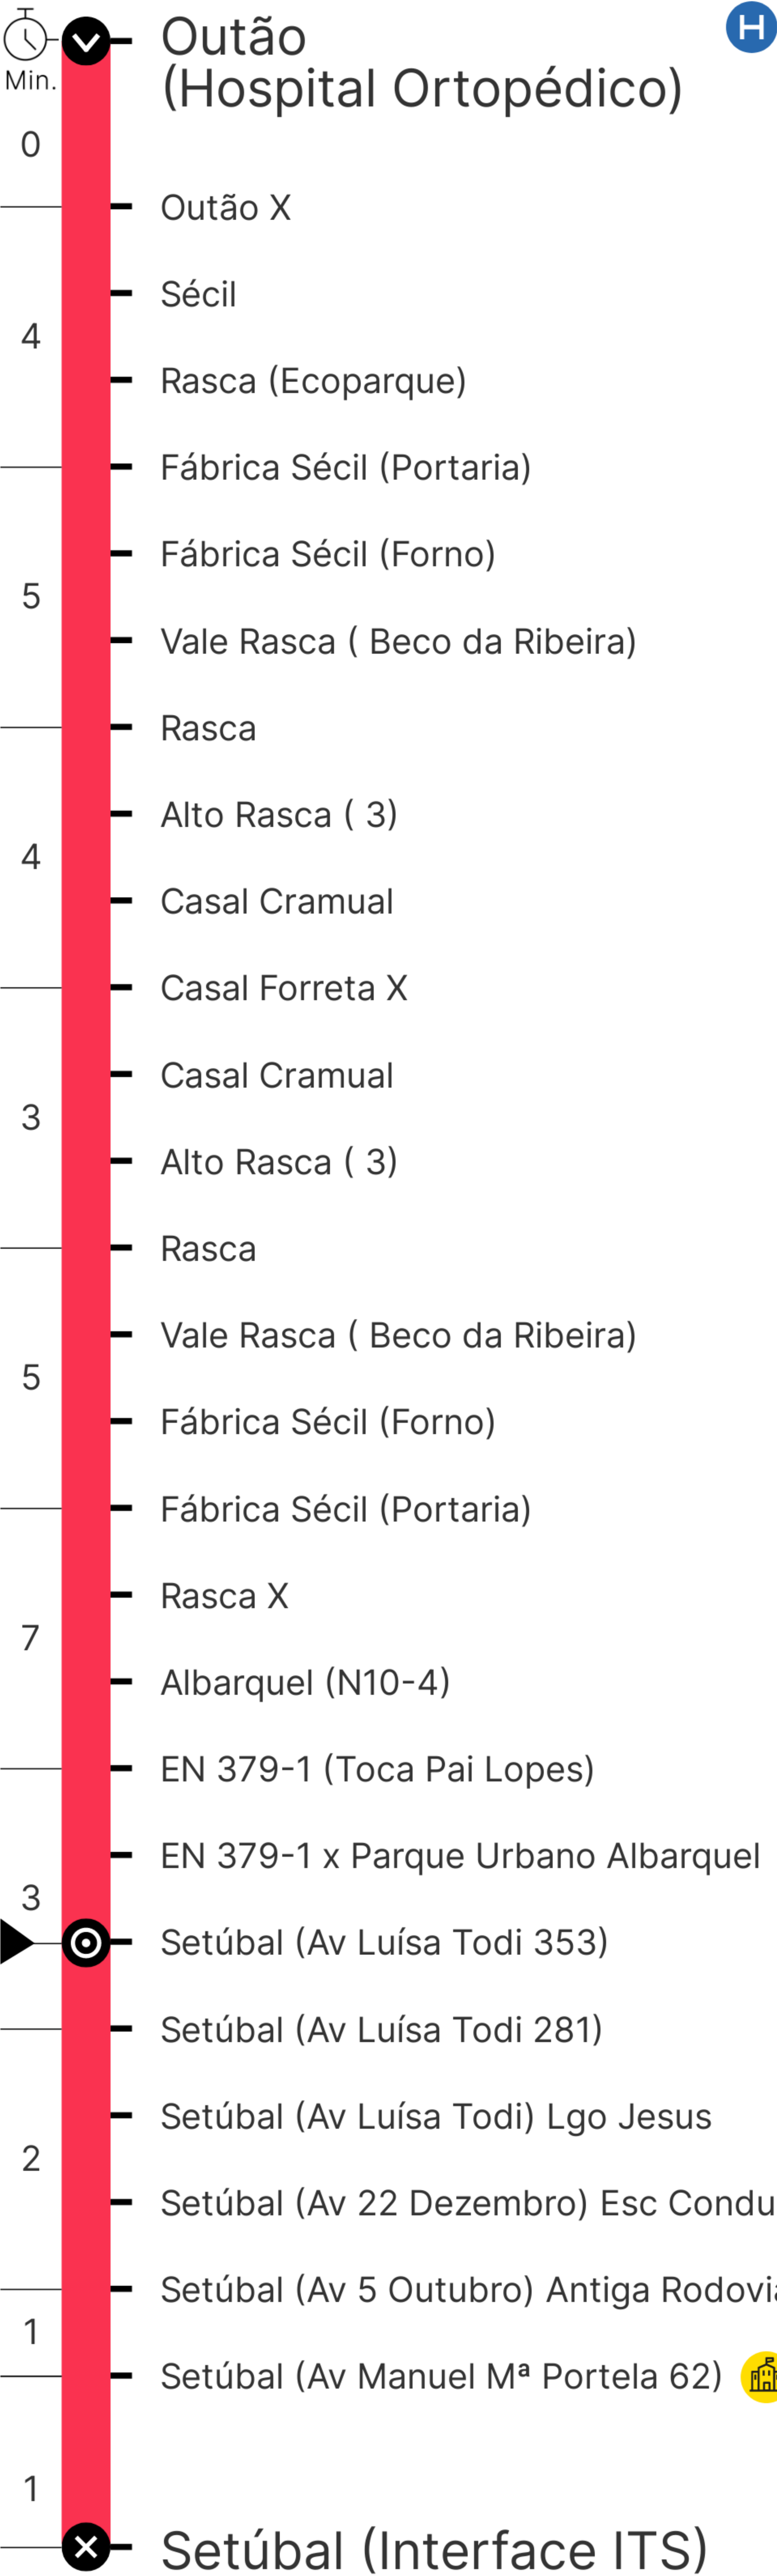 Min.
Outão
(Hospital Ortopédico)
H
0
Outão X
Sécil
4
Rasca (Ecoparque)
Fábrica Sécil (Portaria)
Fábrica Sécil (Forno)
5
Vale Rasca ( Beco da Ribeira)
Rasca
Alto Rasca ( 3)
4
Casal Cramual
Casal Forreta X
Casal Cramual
3
Alto Rasca ( 3)
Rasca
Vale Rasca ( Beco da Ribeira)
5
Fábrica Sécil (Forno)
Fábrica Sécil (Portaria)
Rasca X
7
Albarquel (N10-4)
EN 379-1 (Toca Pai Lopes)
EN 379-1 x Parque Urbano Albarquel
3
Setúbal (Av Luísa Todi 353)
Setúbal (Av Luísa Todi 281)
Setúbal (Av Luísa Todi) Lgo Jesus
2
Setúbal (Av 22 Dezembro) Esc Condu
Setúbal (Av 5 Outubro) Antiga Rodovi
1
Setúbal (Av Manuel Mª Portela 62)
1
Setúbal (Interface ITS)